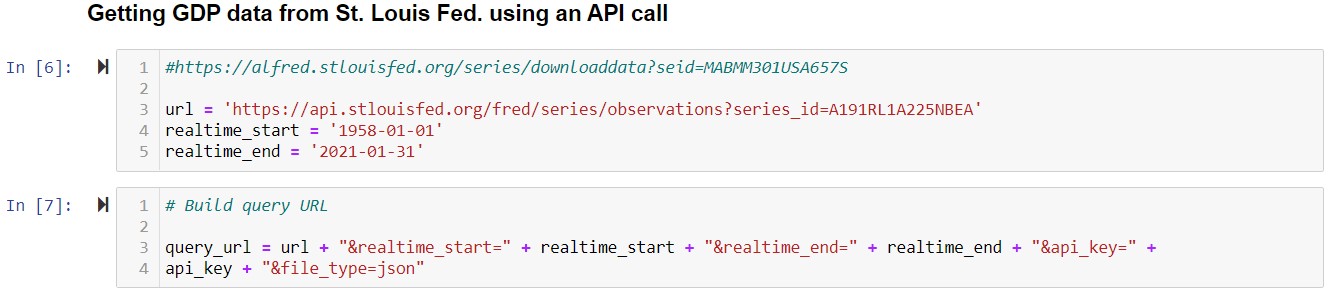 Getting GDP data from St. Louis Fed. using an API call
In [6]:
1 #https://alfred.stlouisfed.org/series/downloaddata?seid=MABMM301USA657S
2
3 url = 'https://api.stlouisfed.org/fred/series/observations?series_id=A191RL1A225NBEA'
4 realtime_start = '1958-01-01'
5 realtime_end = '2021-01-31'
In [7]:
1 # Build query URL
2
3 query_url = url + "&realtime_start=" + realtime_start + "&realtime_end=" + realtime_end + "&api_key=" +
4 api_key + "&file_type=json"